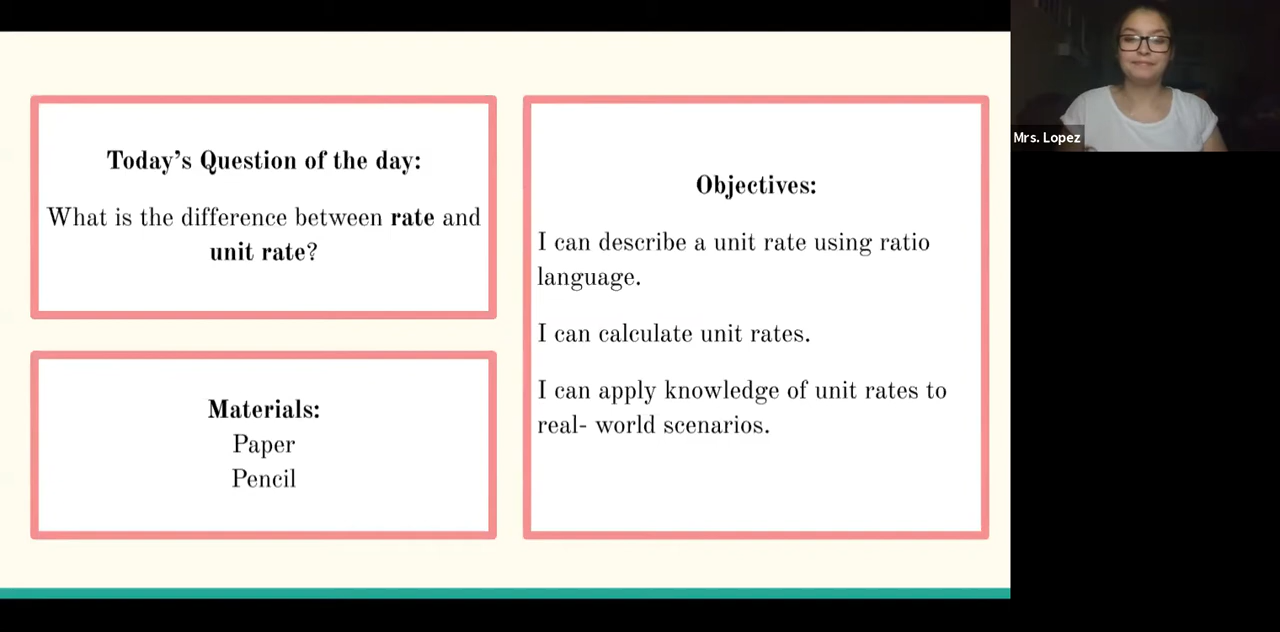 Today’s Question of the day:
What is the difference between rate and
unit rate?
Materials:
Paper
Pencil
Objectives:
I can describe a unit rate using ratio
language.
I can calculate unit rates.
I can apply knowledge of unit rates to
real- world scenarios.
Mrs. Lopez